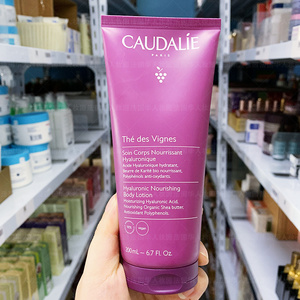 CAUDALÍE
PARIS
Thé des Vignes
Soin Corps Nourrissant
Hyaluronique
Acide Hyaluronique hydratant,
Beurre de Karité bio nourrissant,
Polyphénols anti-oxydants.
Hyaluronic Nourishing
Body Lotion
Moisturizing Hyaluronic Acid,
Nourishing Organic Shea butter,
antioxidant Polyphenols.
200mL ℮ 6.7 Fl. Oz.